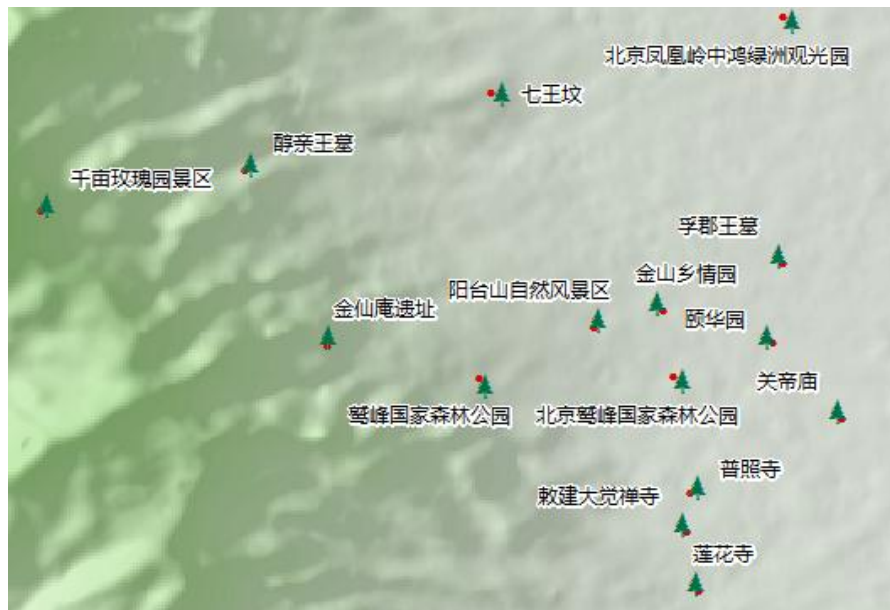 北京凤凰岭中鸿绿洲观光园
七王坟
醇亲王墓
千亩玫瑰园景区
孚郡王墓
金山乡情园
阳台山自然风景区
金仙庵遗址
颐华园
关帝庙
鹫峰国家森林公园
北京鹫峰国家森林公园
普照寺
敕建大觉禅寺
莲花寺